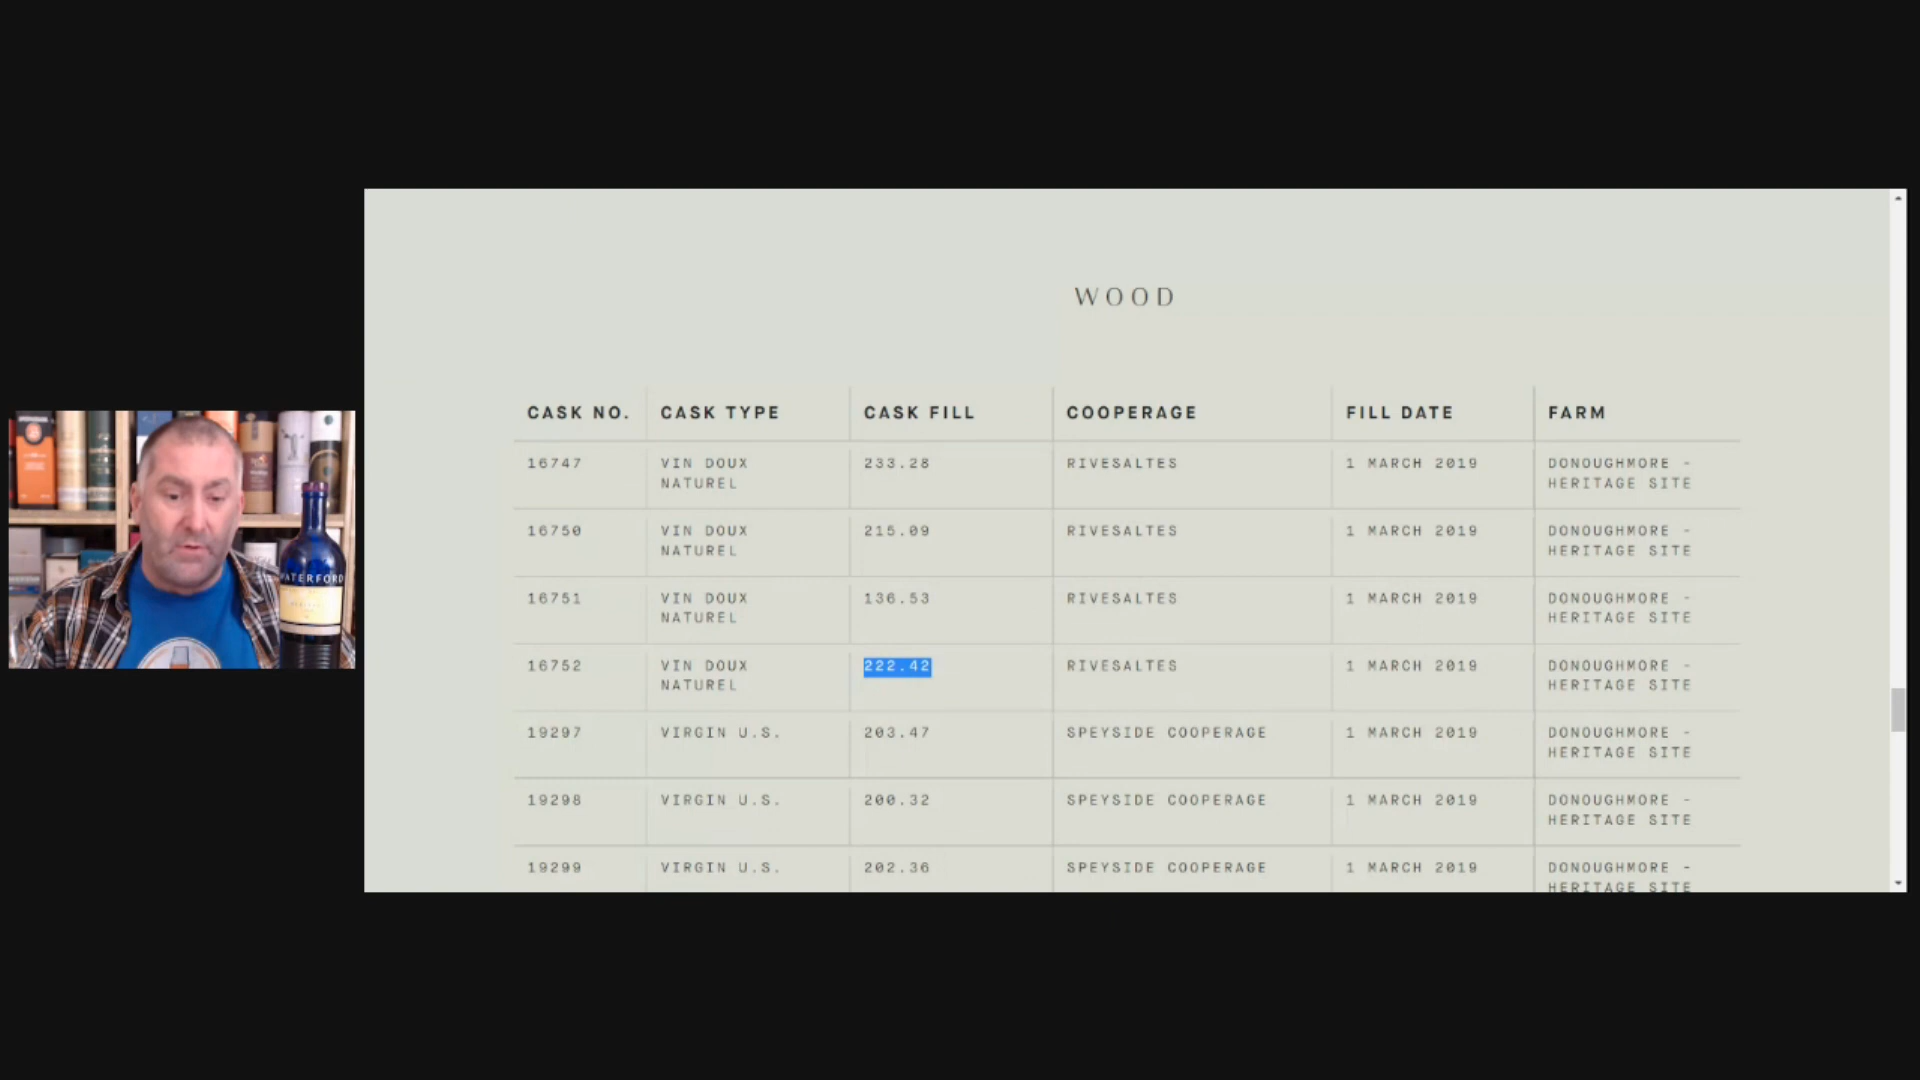 WOOD
CASK NO. CASK TYPE CASK FILL COOPERAGE FILL DATE FARM
16747 VIN DOUX NATUREL 233.28 RIVESALTES 1 MARCH 2019 DONOUGHMORE - HERITAGE SITE
16750 VIN DOUX NATUREL 215.09 RIVESALTES 1 MARCH 2019 DONOUGHMORE - HERITAGE SITE
16751 VIN DOUX NATUREL 136.53 RIVESALTES 1 MARCH 2019 DONOUGHMORE - HERITAGE SITE
16752 VIN DOUX NATUREL 222.42 RIVESALTES 1 MARCH 2019 DONOUGHMORE - HERITAGE SITE
19297 VIRGIN U.S. 203.47 SPEYSIDE COOPERAGE 1 MARCH 2019 DONOUGHMORE - HERITAGE SITE
19298 VIRGIN U.S. 200.32 SPEYSIDE COOPERAGE 1 MARCH 2019 DONOUGHMORE - HERITAGE SITE
19299 VIRGIN U.S. 202.36 SPEYSIDE COOPERAGE 1 MARCH 2019 DONOUGHMORE - HERITAGE SITE
WATERFORD